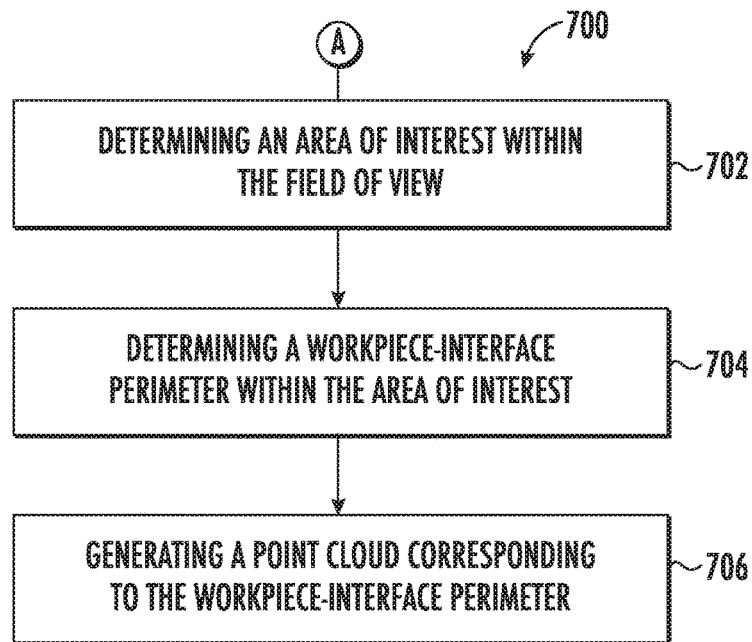 A
700
DETERMINING AN AREA OF INTEREST WITHIN
THE FIELD OF VIEW
702
DETERMINING A WORKPIECE-INTERFACE
PERIMETER WITHIN THE AREA OF INTEREST
704
GENERATING A POINT CLOUD CORRESPONDING
TO THE WORKPIECE-INTERFACE PERIMETER
706